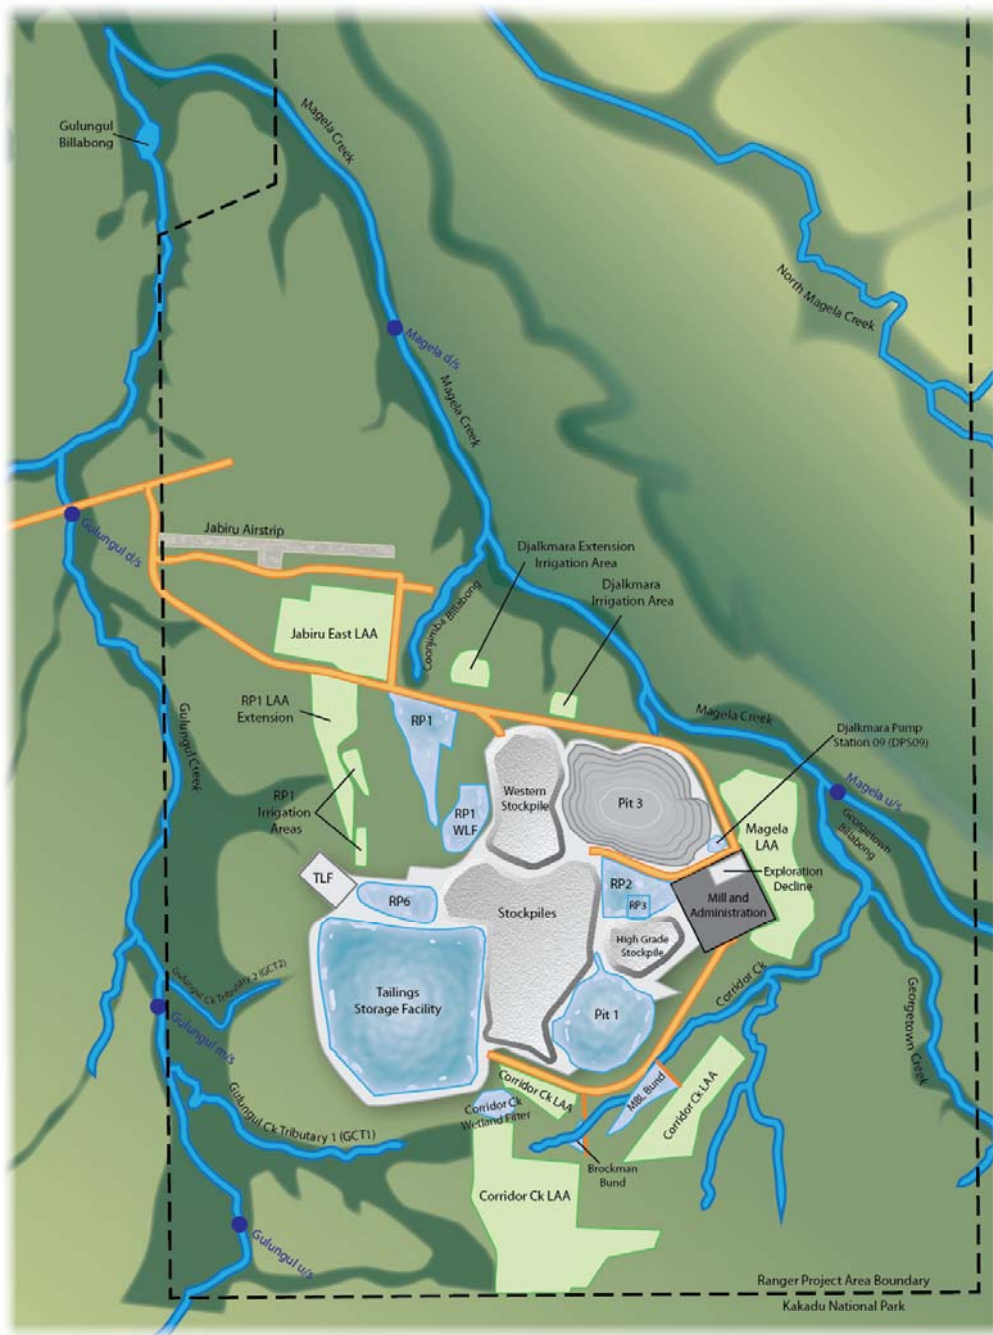 Gulungul
Billabong
Magela Creek
North Magela Creek
Magela d/s
Magela Creek
Gulungul d/s
Jabiru Airstrip
Djalkmara Extension
Irrigation Area
Djalkmara
Irrigation Area
Coonjimba Billabong
Jabiru East LAA
RP1 LAA
Extension
RP1
Gulungul Creek
Magela Creek
Djalkmara Pump
Station 09 (DPS09)
Magela u/s
Georgetown
Billabong
Western
Stockpile
Pit 3
RP1
WLF
RP1
Irrigation
Areas
Magela
LAA
Exploration
Decline
TLF
RP6
Stockpiles
RP2
RP3
Mill and
Administration
High Grade
Stockpile
Tailings
Storage Facility
Pit 1
Corridor Ck
Georgetown Creek
Gulungul Ck Tributary 2 (GCT2)
Gulungul m/s
Gulungul Ck Tributary 1 (GCT1)
Corridor Ck LAA
MBL Bund
Corridor Ck LAA
Corridor Ck
Wetland Filter
Brockman
Bund
Corridor Ck LAA
Gulungul u/s
Ranger Project Area Boundary
Kakadu National Park